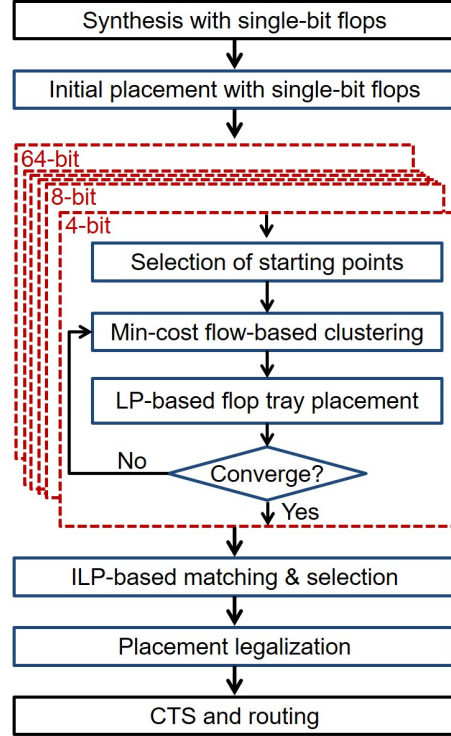 Synthesis with single-bit flops
Initial placement with single-bit flops
64-bit
8-bit
4-bit
Selection of starting points
Min-cost flow-based clustering
LP-based flop tray placement
No
Converge?
Yes
ILP-based matching & selection
Placement legalization
CTS and routing